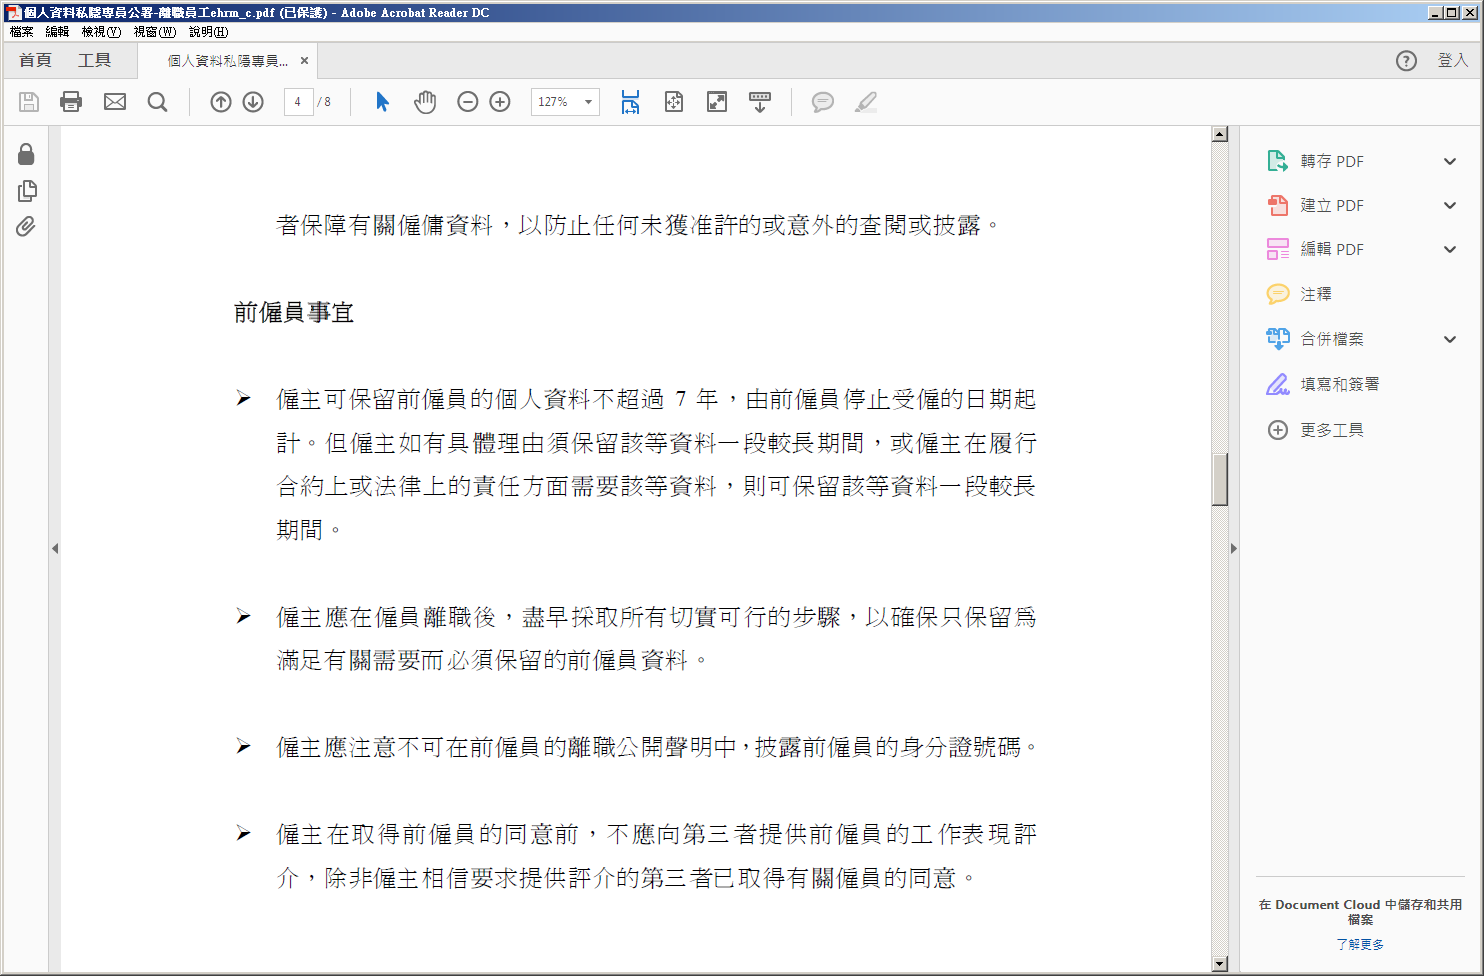 個人資料私隱專員公署-離職員工ehrm_c.pdf (已保護) - Adobe Acrobat Reader DC
檔案 編輯 檢視(V) 視窗(W) 說明(H)
首頁 工具 個人資料私隱專員... × ? 登入
4 / 8 127%
者保障有關僱傭資料，以防止任何未獲准許的或意外的查閱或披露。
前僱員事宜
➢ 僱主可保留前僱員的個人資料不超過 7 年，由前僱員停止受僱的日期起
計。但僱主如有具體理由須保留該等資料一段較長期間，或僱主在履行
合約上或法律上的責任方面需要該等資料，則可保留該等資料一段較長
期間。
➢ 僱主應在僱員離職後，盡早採取所有切實可行的步驟，以確保只保留為
滿足有關需要而必須保留的前僱員資料。
➢ 僱主應注意不可在前僱員的離職公開聲明中，披露前僱員的身分證號碼。
➢ 僱主在取得前僱員的同意前，不應向第三者提供前僱員的工作表現評
介，除非僱主相信要求提供評介的第三者已取得有關僱員的同意。
轉存 PDF
建立 PDF
編輯 PDF
注釋
合併檔案
填寫和簽署
更多工具
在 Document Cloud 中儲存和共用
檔案
了解更多